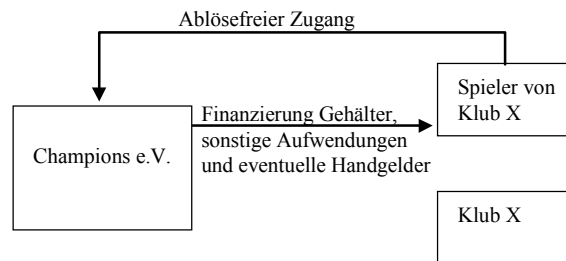 Ablösefreier Zugang
Spieler von
Klub X
Finanzierung Gehälter,
sonstige Aufwendungen
und eventuelle Handgelder
Champions e.V.
Klub X